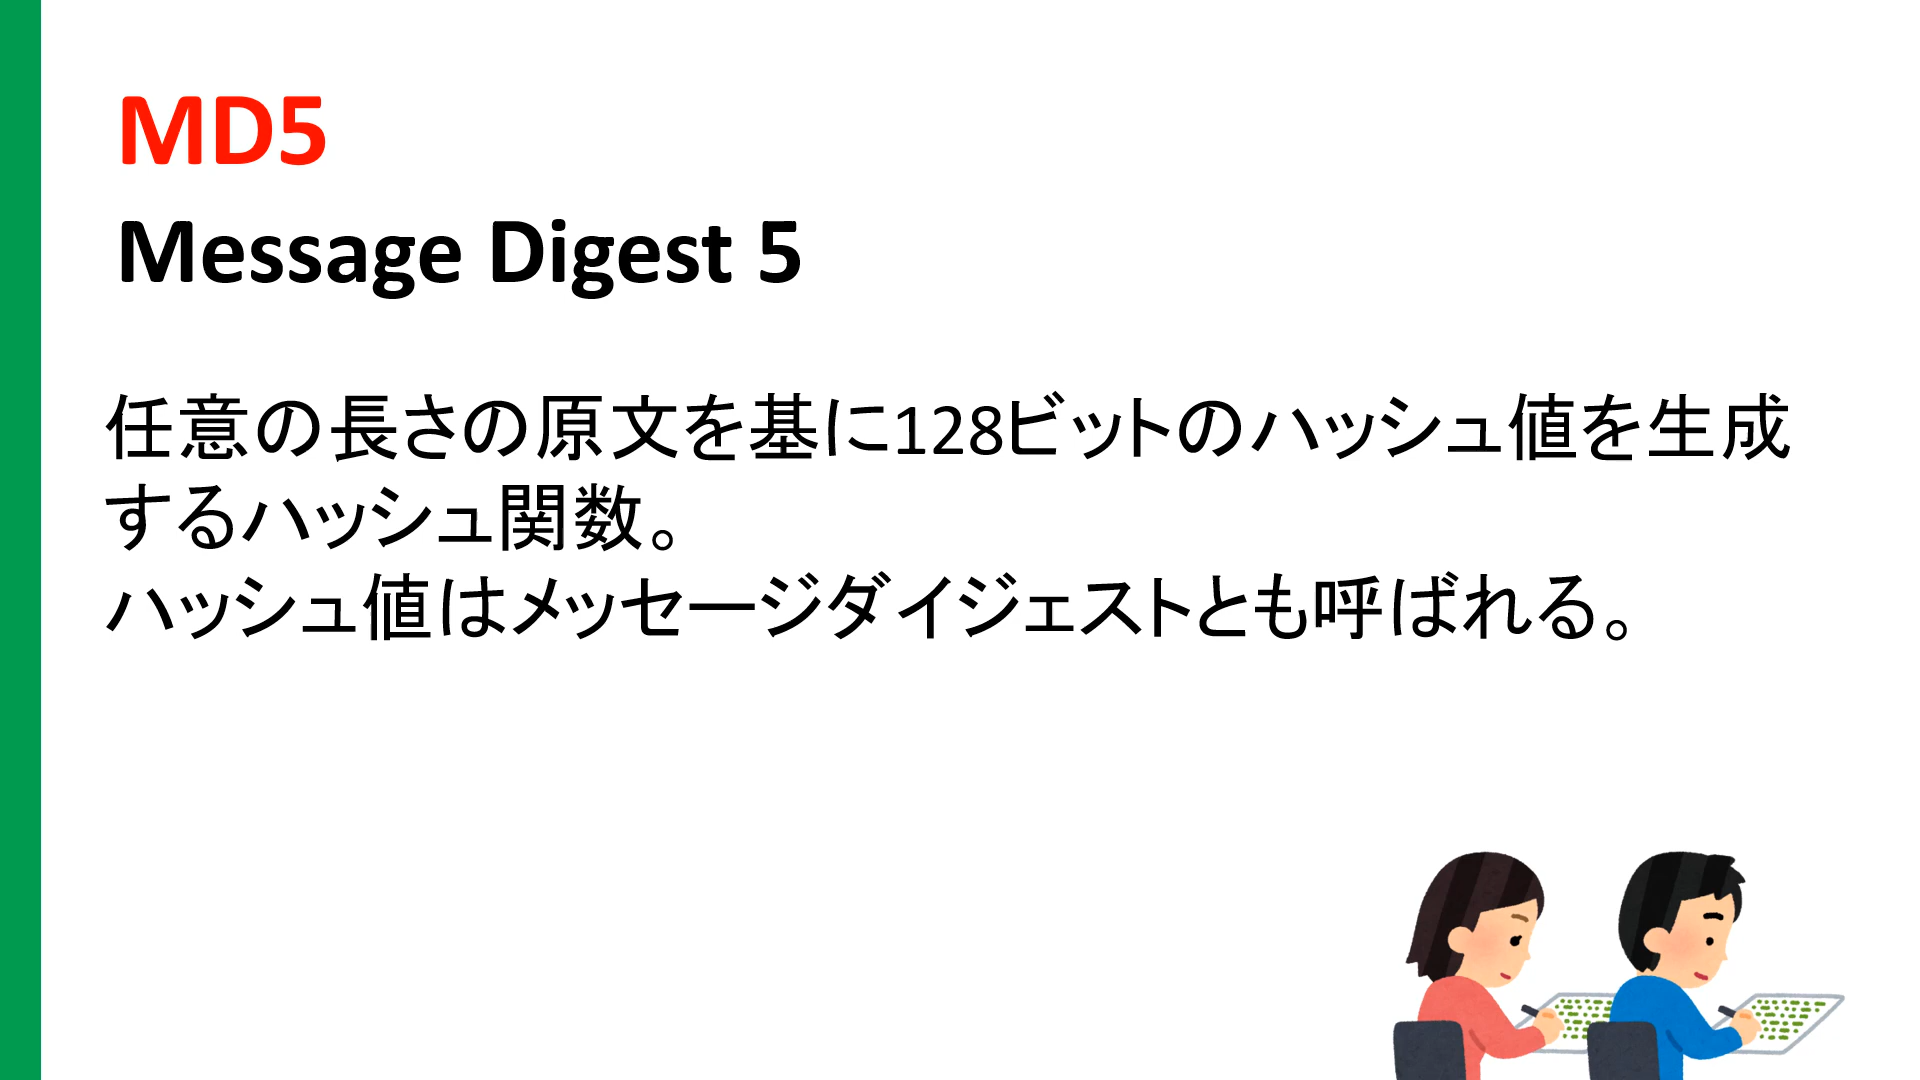 MD5
Message Digest 5
任意の長さの原文を基に128ビットのハッシュ値を生成
するハッシュ関数。
ハッシュ値はメッセージダイジェストとも呼ばれる。